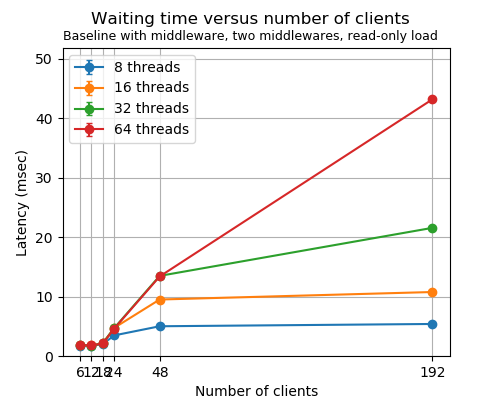 Waiting time versus number of clients
Baseline with middleware, two middlewares, read-only load
50
40
30
20
10
0
Latency (msec)
8 threads
16 threads
32 threads
64 threads
6 12 18 24 48 192
Number of clients